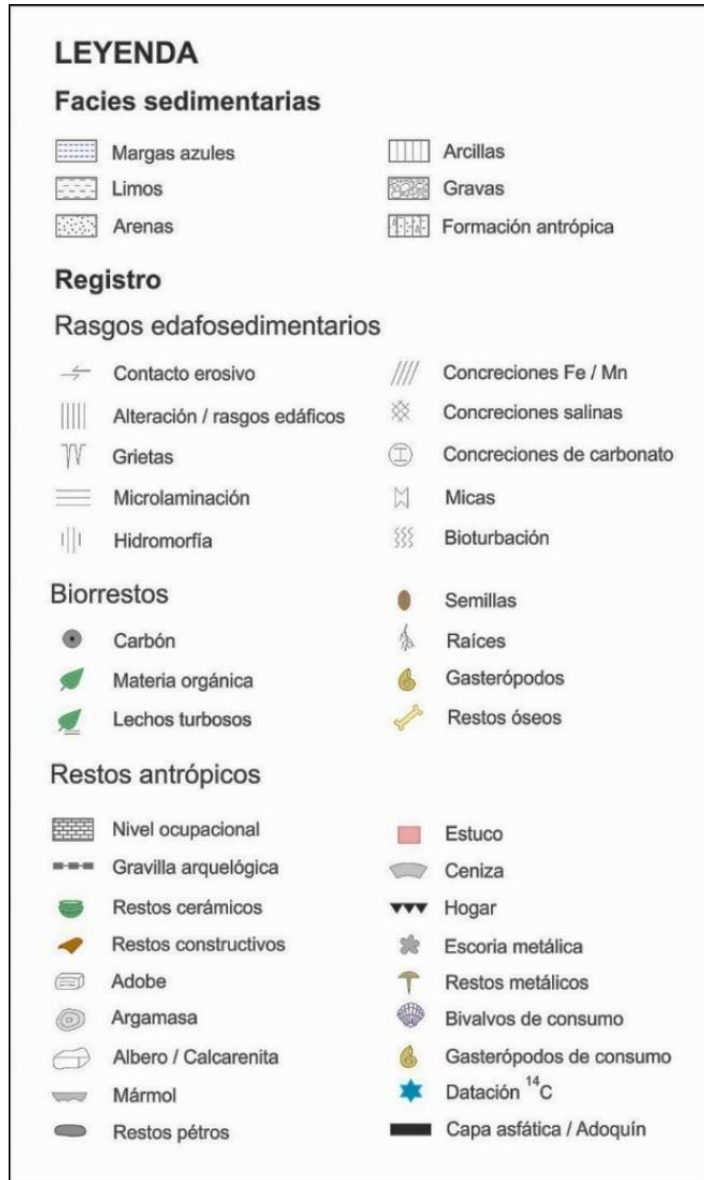 LEYENDA
Facies sedimentarias
Margas azules
Limos
Arenas
Arcillas
Gravas
Formación antrópica
Registro
Rasgos edafosedimentarios
Contacto erosivo
Alteración / rasgos edáficos
Grietas
Microlaminación
Hidromorfía
Concreciones Fe / Mn
Concreciones salinas
Concreciones de carbonato
Micas
Bioturbación
Biorrestos
Carbón
Materia orgánica
Lechos turbosos
Semillas
Raíces
Gasterópodos
Restos óseos
Restos antrópicos
Nivel ocupacional
Gravilla arquelógica
Restos cerámicos
Restos constructivos
Adobe
Argamasa
Albero / Calcarenita
Mármol
Restos pétros
Estuco
Ceniza
Hogar
Escoria metálica
Restos metálicos
Bivalvos de consumo
Gasterópodos de consumo
Datación ¹⁴C
Capa asfática / Adoquín